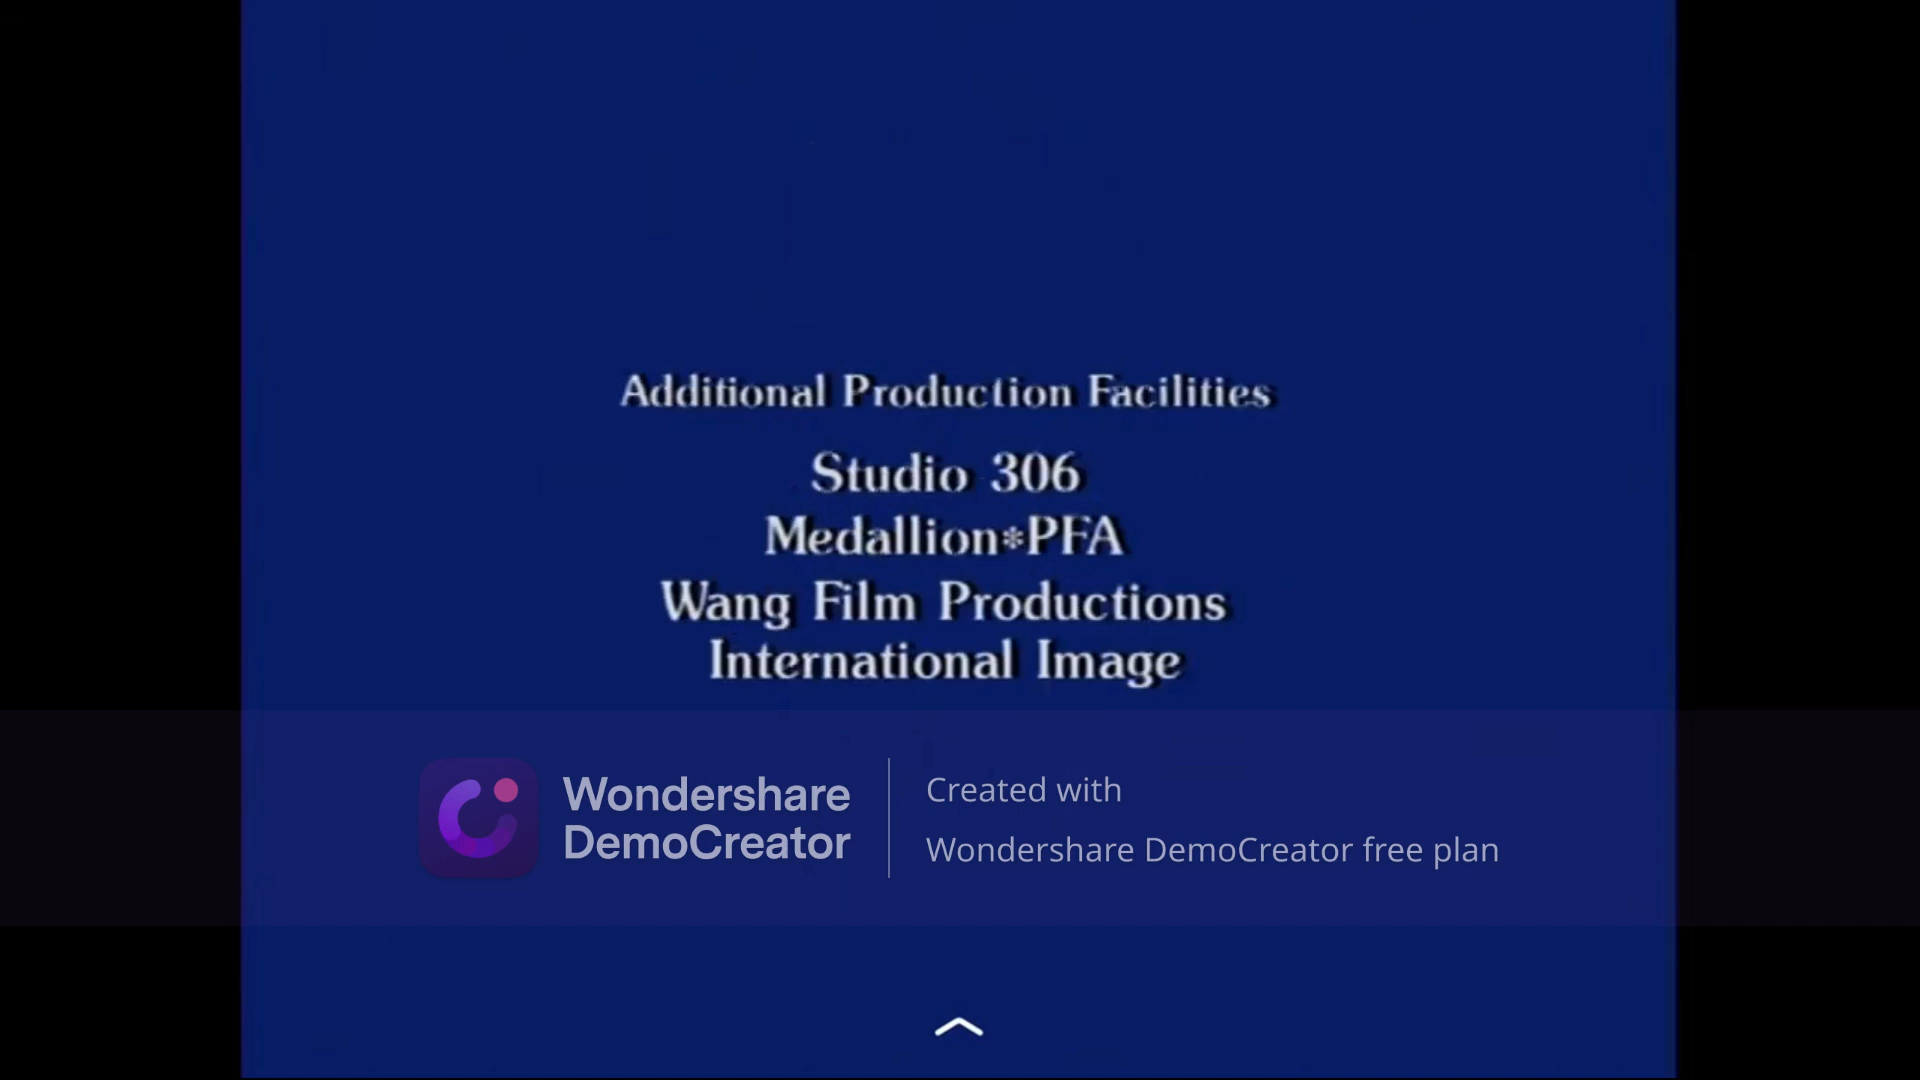 Additional Production Facilities
Studio 306
Medallion*PFA
Wang Film Productions
International Image
Wondershare
DemoCreator
Created with
Wondershare DemoCreator free plan